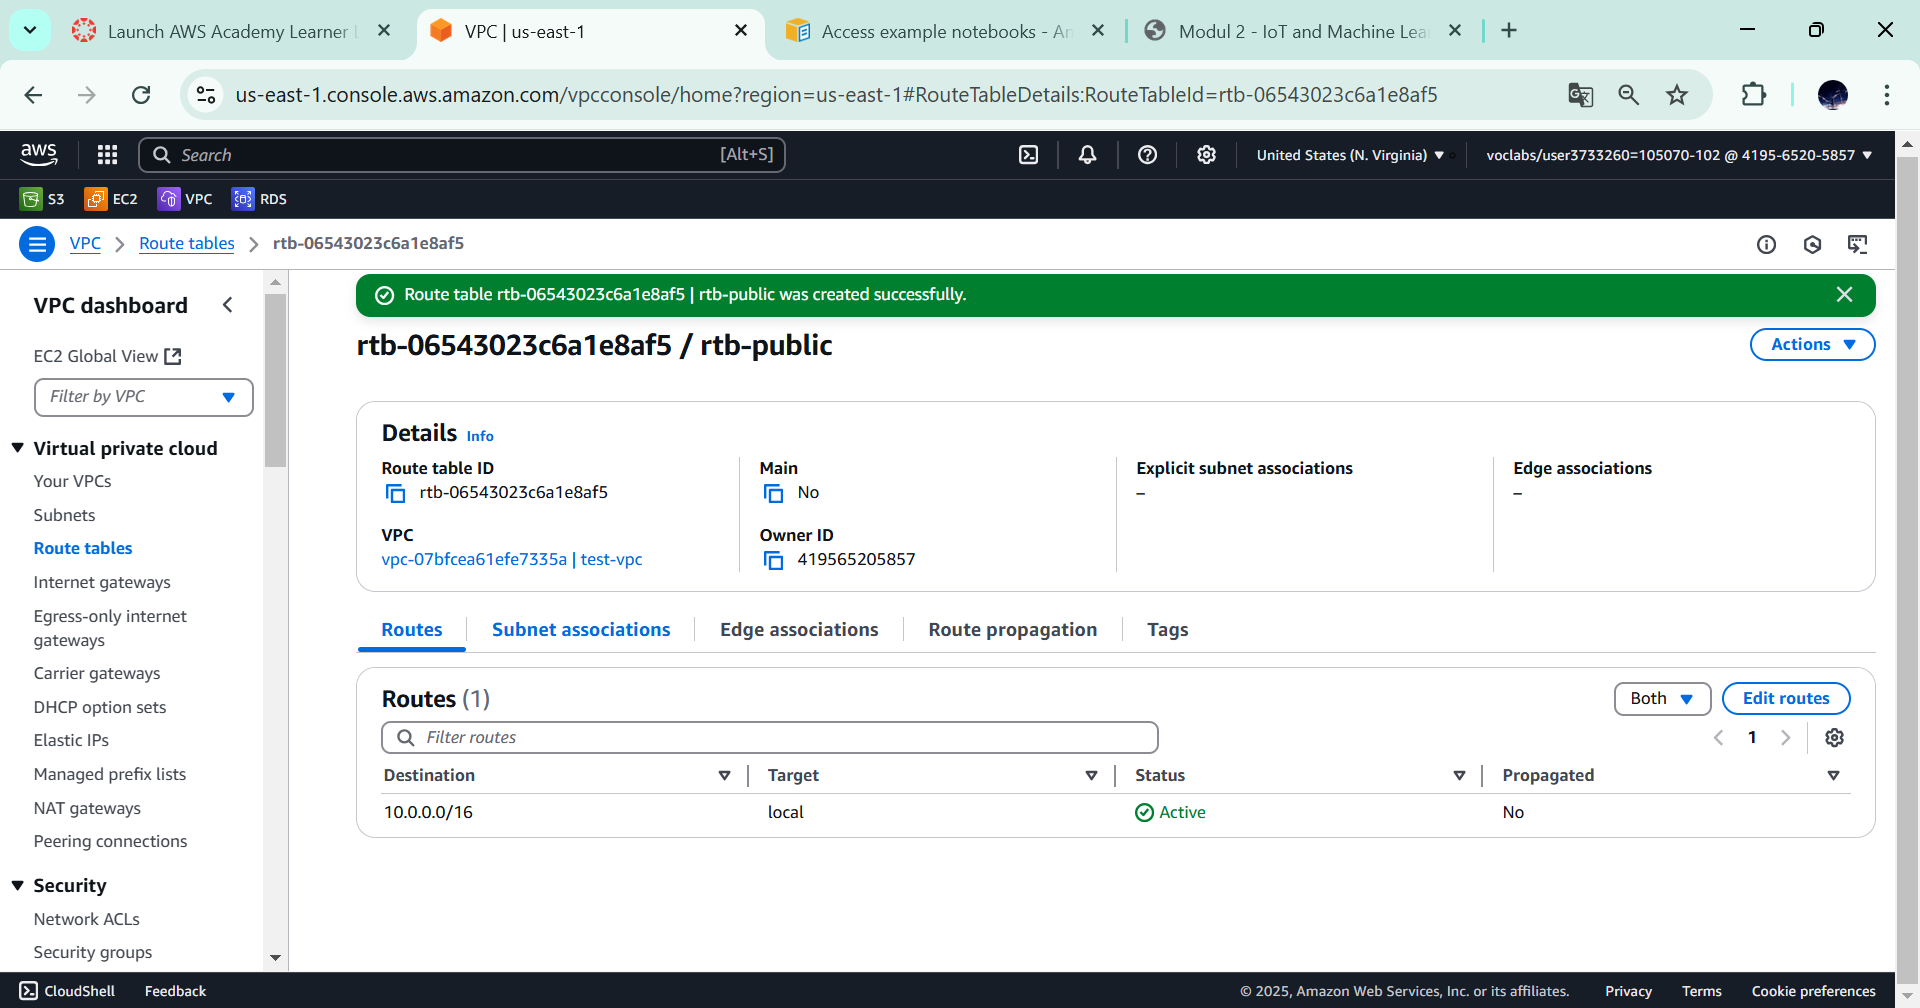 Launch AWS Academy Learner
VPC | us-east-1
Access example notebooks - Am
Modul 2 - IoT and Machine Lea
us-east-1.console.aws.amazon.com/vpcconsole/home?region=us-east-1#RouteTableDetails:RouteTableId=rtb-06543023c6a1e8af5
aws
Search
[Alt+S]
United States (N. Virginia)
voclabs/user3733260=105070-102 @ 4195-6520-5857
S3
EC2
VPC
RDS
VPC
Route tables
rtb-06543023c6a1e8af5
VPC dashboard
EC2 Global View
Filter by VPC
Virtual private cloud
Your VPCs
Subnets
Route tables
Internet gateways
Egress-only internet
gateways
Carrier gateways
DHCP option sets
Elastic IPs
Managed prefix lists
NAT gateways
Peering connections
Security
Network ACLs
Security groups
Route table rtb-06543023c6a1e8af5 | rtb-public was created successfully.
rtb-06543023c6a1e8af5 / rtb-public
Actions
Details Info
Route table ID
rtb-06543023c6a1e8af5
Main
No
Explicit subnet associations
–
Edge associations
–
VPC
vpc-07bfcea61efe7335a | test-vpc
Owner ID
419565205857
Routes
Subnet associations
Edge associations
Route propagation
Tags
Routes (1)
Both
Edit routes
Filter routes
1
Destination
Target
Status
Propagated
10.0.0.0/16
local
Active
No
CloudShell
Feedback
© 2025, Amazon Web Services, Inc. or its affiliates.
Privacy
Terms
Cookie preferences